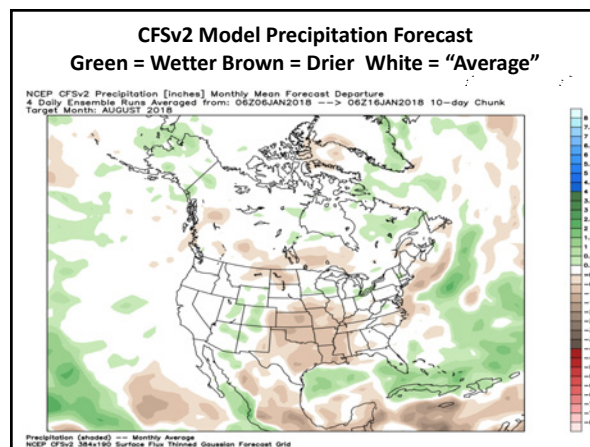 CFSv2 Model Precipitation Forecast
Green = Wetter Brown = Drier White = “Average”
NCEP CFSv2 Precipitation [inches] Monthly Mean Forecast Departure
4 Daily Ensemble Runs Averaged from: 06Z06JAN2018 --> 06Z16JAN2018 10-day Chunk
Target Month: AUGUST 2018
Precipitation (shaded) -- Monthly Average
NCEP CFSv2 384x190 Surface Flux Thinned Gaussian Forecast Grid